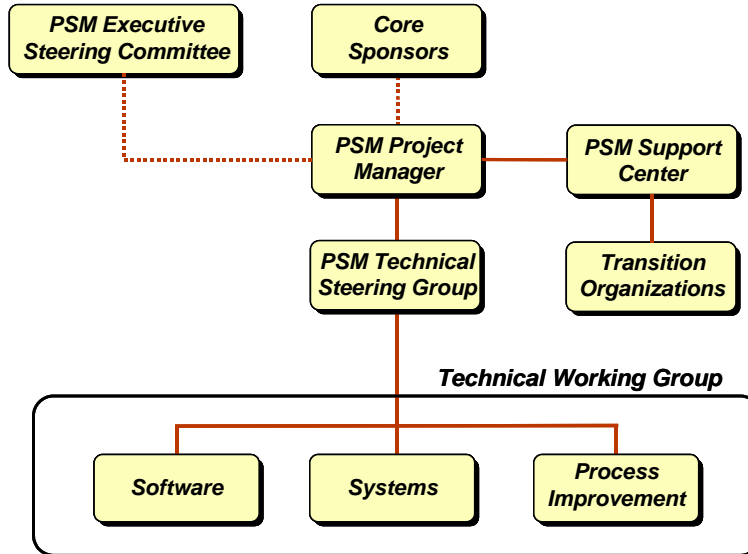 PSM Executive
Steering Committee
Core
Sponsors
PSM Project
Manager
PSM Support
Center
PSM Technical
Steering Group
Transition
Organizations
Technical Working Group
Software
Systems
Process
Improvement